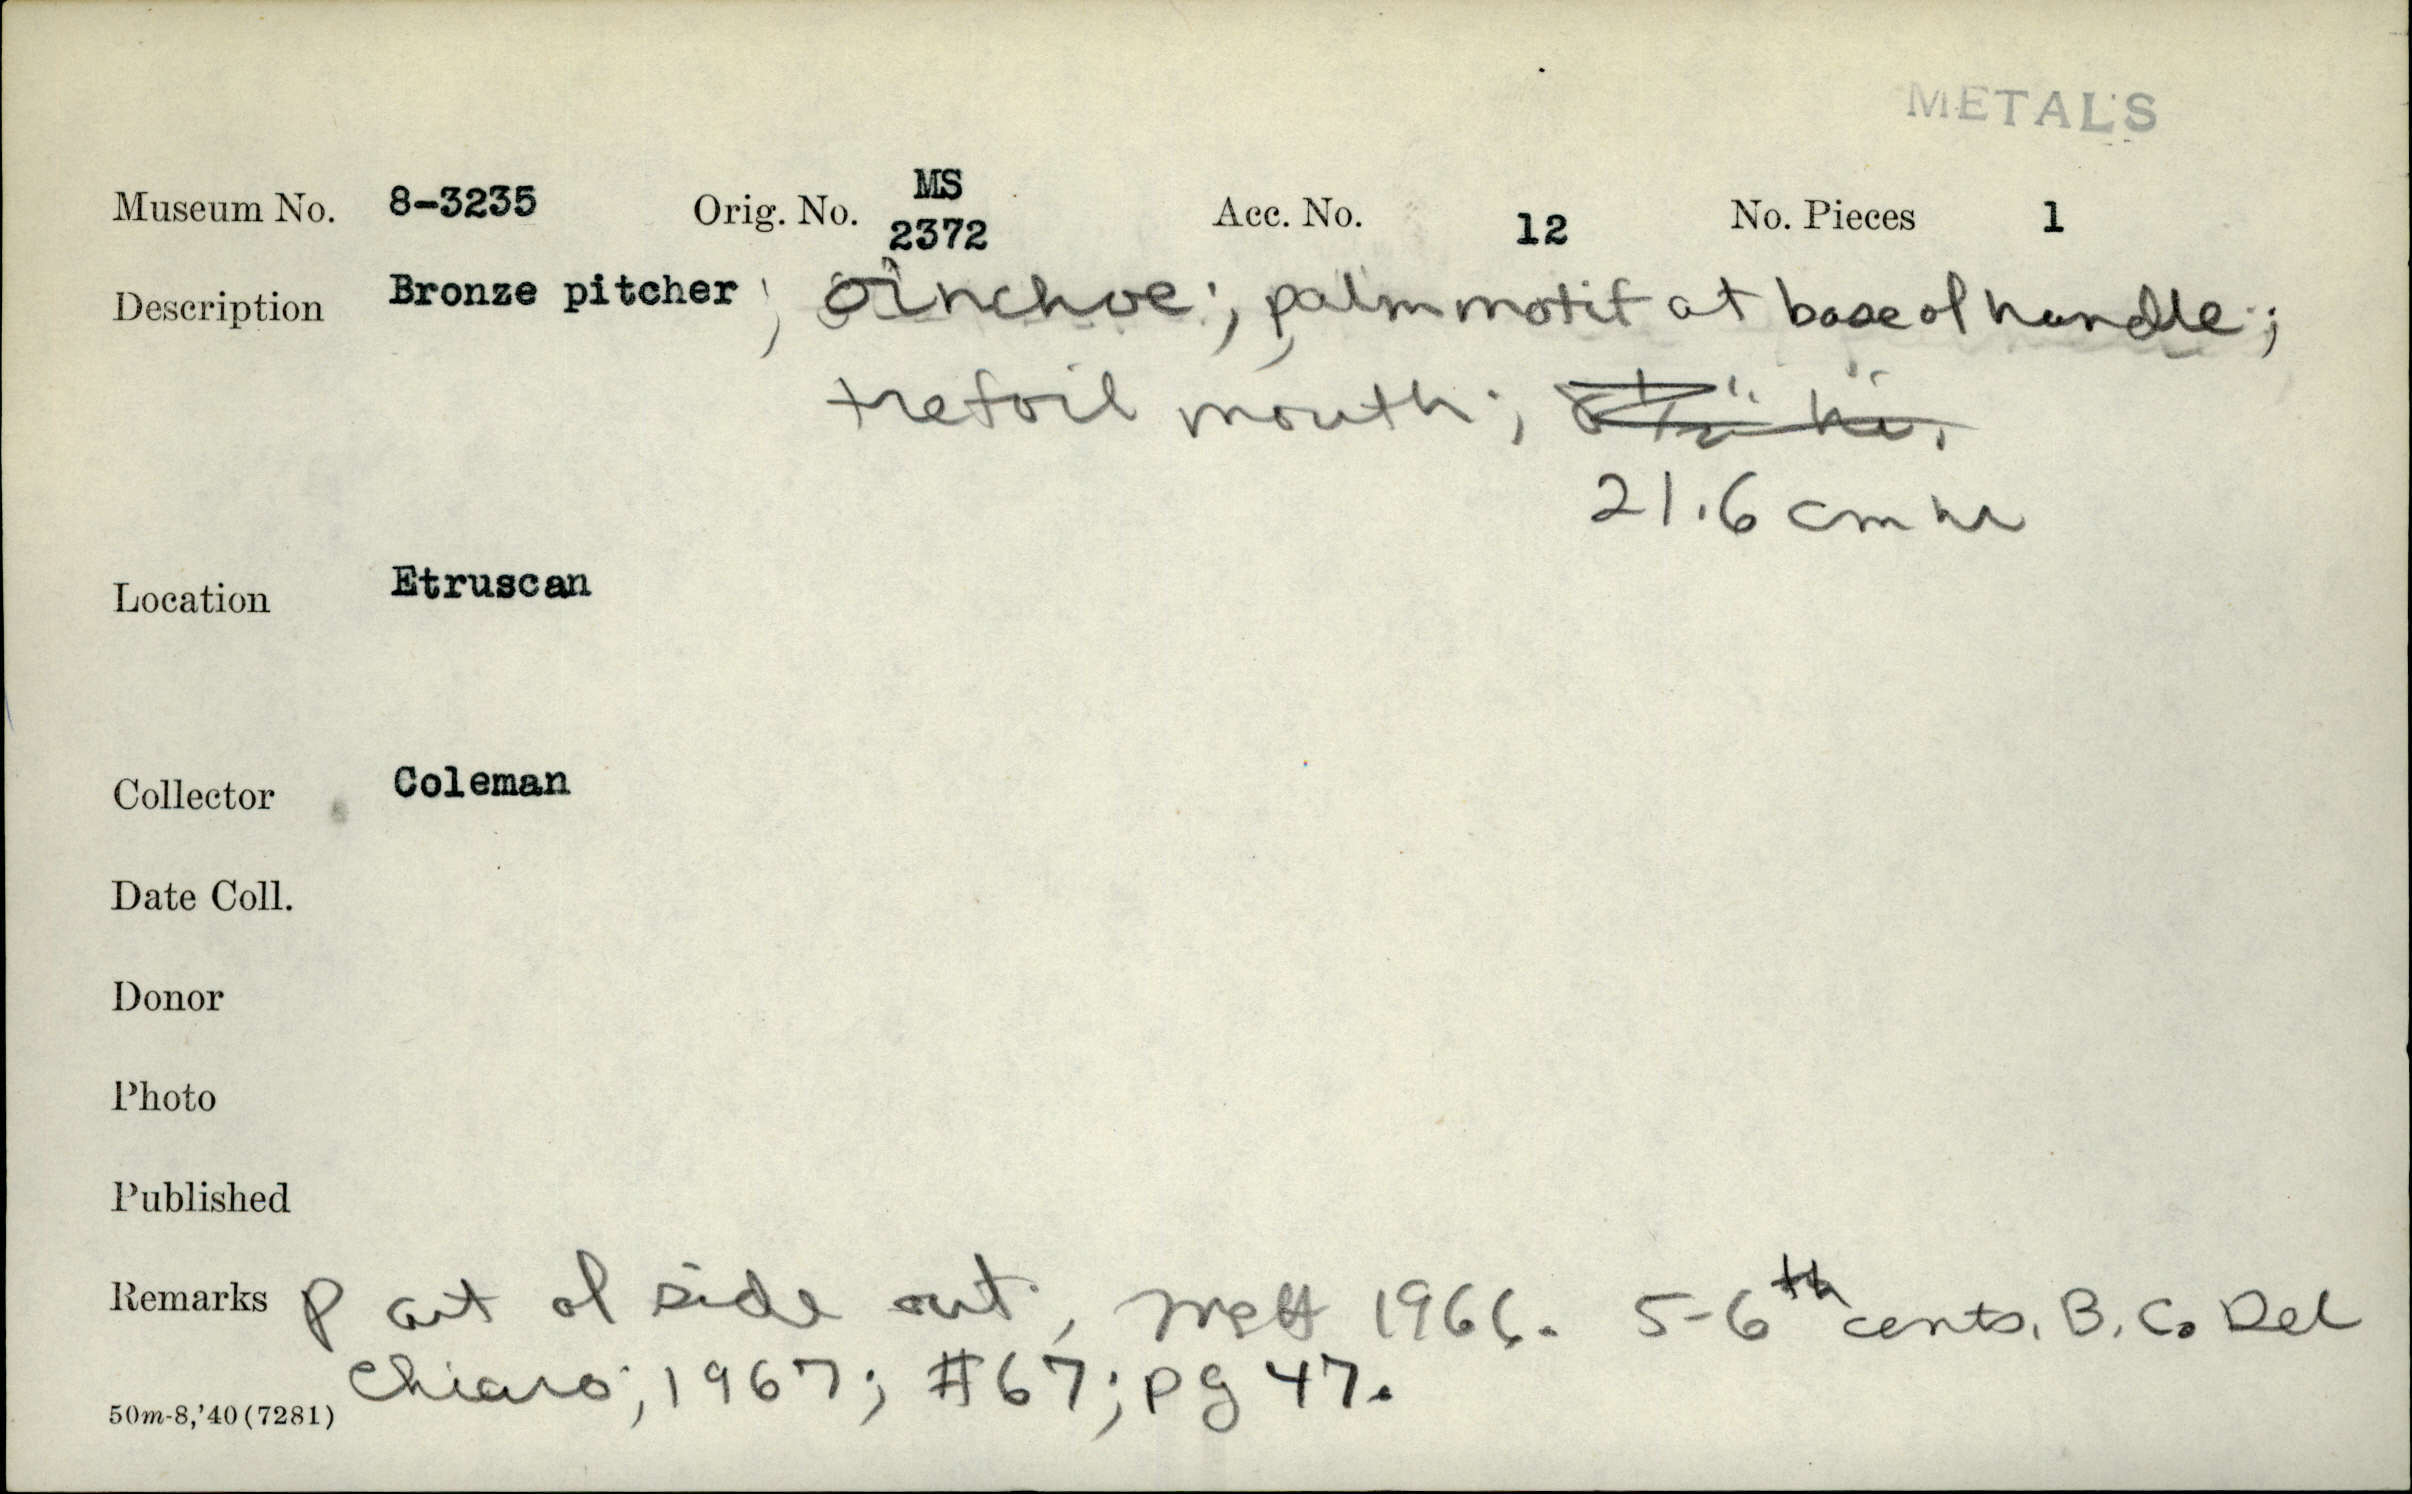 METALS
Museum No. 8-3235 Orig. No. MS 2372 Acc. No. 12 No. Pieces 1
Description Bronze pitcher; oinchoe; palm motif at base of handle;
trefoil mouth;
21.6 cm hi
Location Etruscan
Collector Coleman
Date Coll.
Donor
Photo
Published
Remarks Part of side out, 1966. 5-6th cents. B.C. Del
Chiaro; 1967; #67; pg 47.
50m-8,'40(7281)